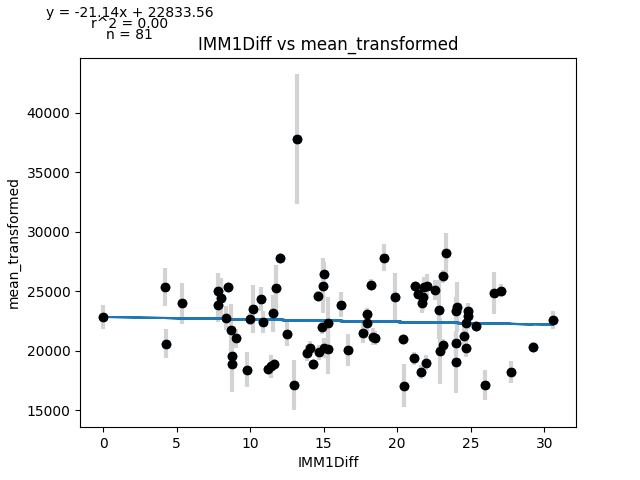 y = -21.14x + 22833.56
r^2 = 0.00
n = 81
IMM1Diff vs mean_transformed
40000
35000
30000
25000
20000
15000
mean_transformed
0 5 10 15 20 25 30
IMM1Diff